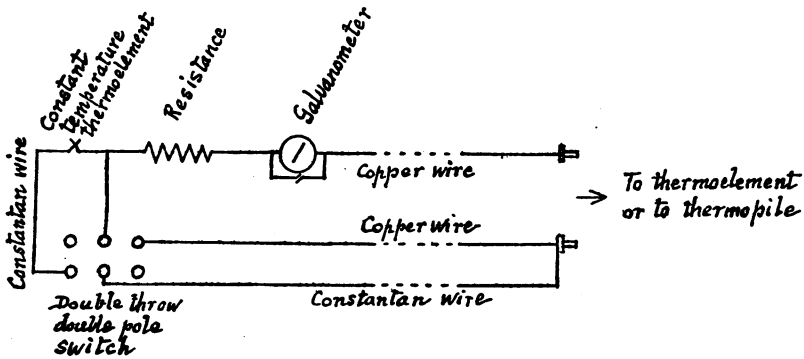 Constant
temperature
thermoelement
Resistance
Galvanometer
Constantan wire
Copper wire
To thermoelement
or to thermopile
Copper wire
Constantan wire
Double throw
double pole
switch